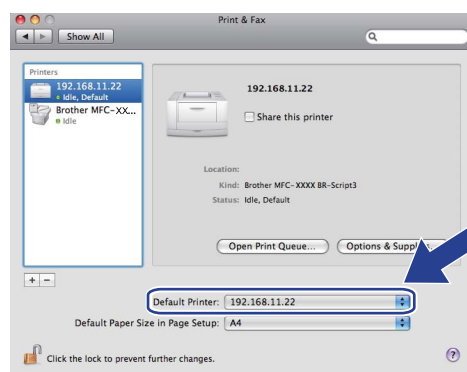 Print & Fax
Show All
Printers
192.168.11.22
Idle, Default
Brother MFC-XX...
Idle
192.168.11.22
Share this printer
Location:
Kind: Brother MFC-XXXX BR-Script3
Status: Idle, Default
Open Print Queue... Options &
+ -
Default Printer: 192.168.11.22
Default Paper Size in Page Setup: A4
Click the lock to prevent further changes.
?